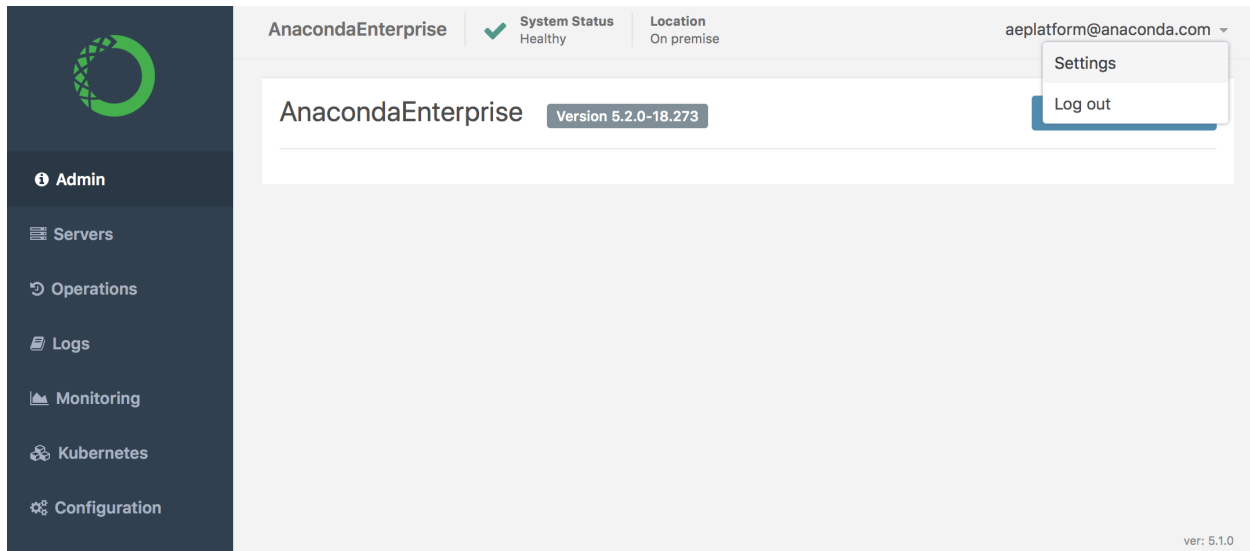 AnacondaEnterprise
System Status
Healthy
Location
On premise
aeplatform@anaconda.com
Settings
Log out
AnacondaEnterprise
Version 5.2.0-18.273
Admin
Servers
Operations
Logs
Monitoring
Kubernetes
Configuration
ver: 5.1.0